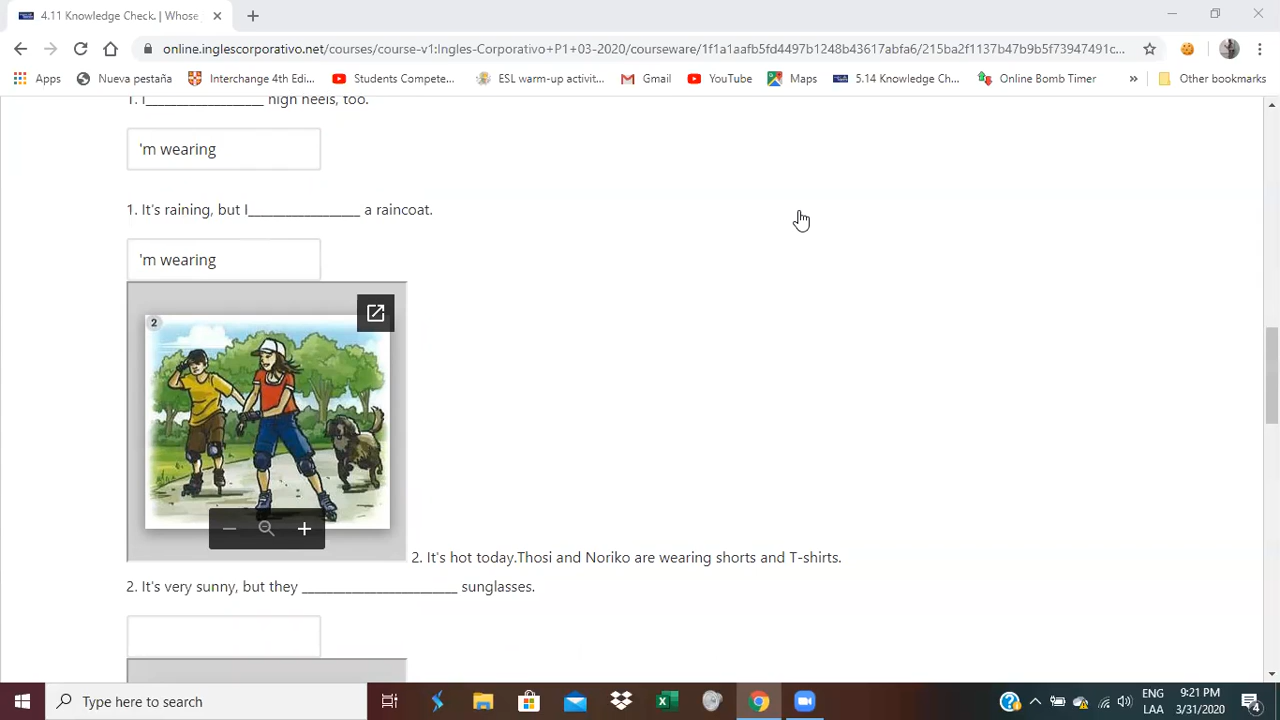 4.11 Knowledge Check. | Whose
online.inglescorporativo.net/courses/course-v1:Ingles-Corporativo+P1+03-2020/courseware/1f1a1aafb5fd4497b1248b43617abfa6/215ba2f1137b47b9b5f73947491c...
Apps Nueva pestaña Interchange 4th Edi... Students Compete... ESL warm-up activit... Gmail YouTube Maps 5.14 Knowledge Ch... Online Bomb Timer » Other bookmarks
1. I__________________ high heels, too.
'm wearing
1. It's raining, but I_________________ a raincoat.
'm wearing
2
2. It's hot today.Thosi and Noriko are wearing shorts and T-shirts.
2. It's very sunny, but they ________________________ sunglasses.
Type here to search
ENG 9:21 PM
LAA 3/31/2020
4